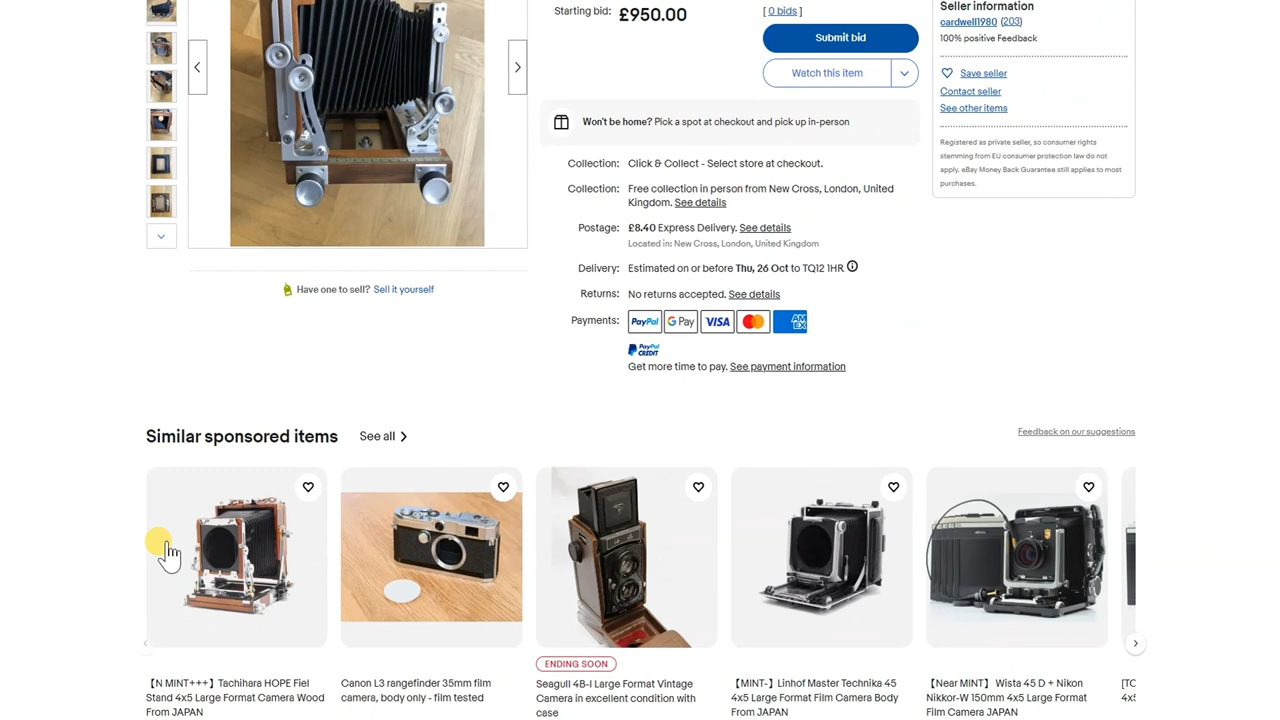 Starting bid: £950.00
[ 0 bids ]
Submit bid
Watch this item
Won't be home? Pick a spot at checkout and pick up in-person
Collection: Click & Collect - Select store at checkout.
Collection: Free collection in person from New Cross, London, United
Kingdom. See details
Postage: £8.40 Express Delivery. See details
Located in: New Cross, London, United Kingdom
Delivery: Estimated on or before Thu, 26 Oct to TQ12 1HR
Returns: No returns accepted. See details
Payments: PayPal G Pay VISA AM EX
PayPal CREDIT
Get more time to pay. See payment information
Seller information
cardwell1980 (203)
100% positive Feedback
Save seller
Contact seller
See other items
Registered as private seller, so consumer rights
stemming from EU consumer protection law do not
apply. eBay Money Back Guarantee still applies to most
purchases.
Have one to sell? Sell it yourself
Similar sponsored items See all
Feedback on our suggestions
【N MINT+++】Tachihara HOPE Fiel
Stand 4x5 Large Format Camera Wood
From JAPAN
Canon L3 rangefinder 35mm film
camera, body only - film tested
ENDING SOON
Seagull 4B-I Large Format Vintage
Camera in excellent condition with
case
【MINT-】Linhof Master Technika 45
4x5 Large Format Film Camera Body
From JAPAN
【Near MINT】 Wista 45 D + Nikon
Nikkor-W 150mm 4x5 Large Format
Film Camera JAPAN
[TO
4x5